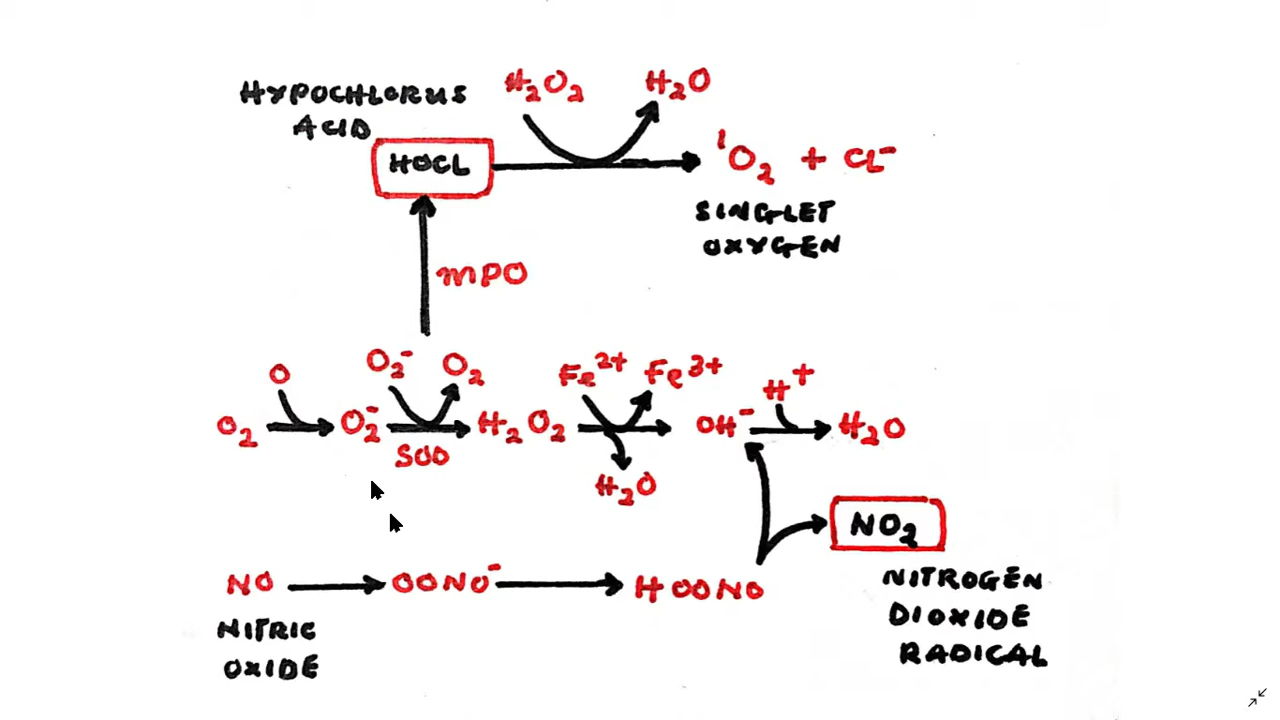 HYPOCHLORUS
ACID
H₂O₂ H₂O
HOCL
¹O₂ + CL⁻
SINGLET
OXYGEN
MPO
O O₂⁻ O₂ Fe²⁺ Fe³⁺ H⁺
O₂ O₂⁻ H₂O₂ OH⁻ H₂O
SOD
H₂O
NO₂
NO OONO⁻ HOONO
NITROGEN
DIOXIDE
RADICAL
NITRIC
OXIDE